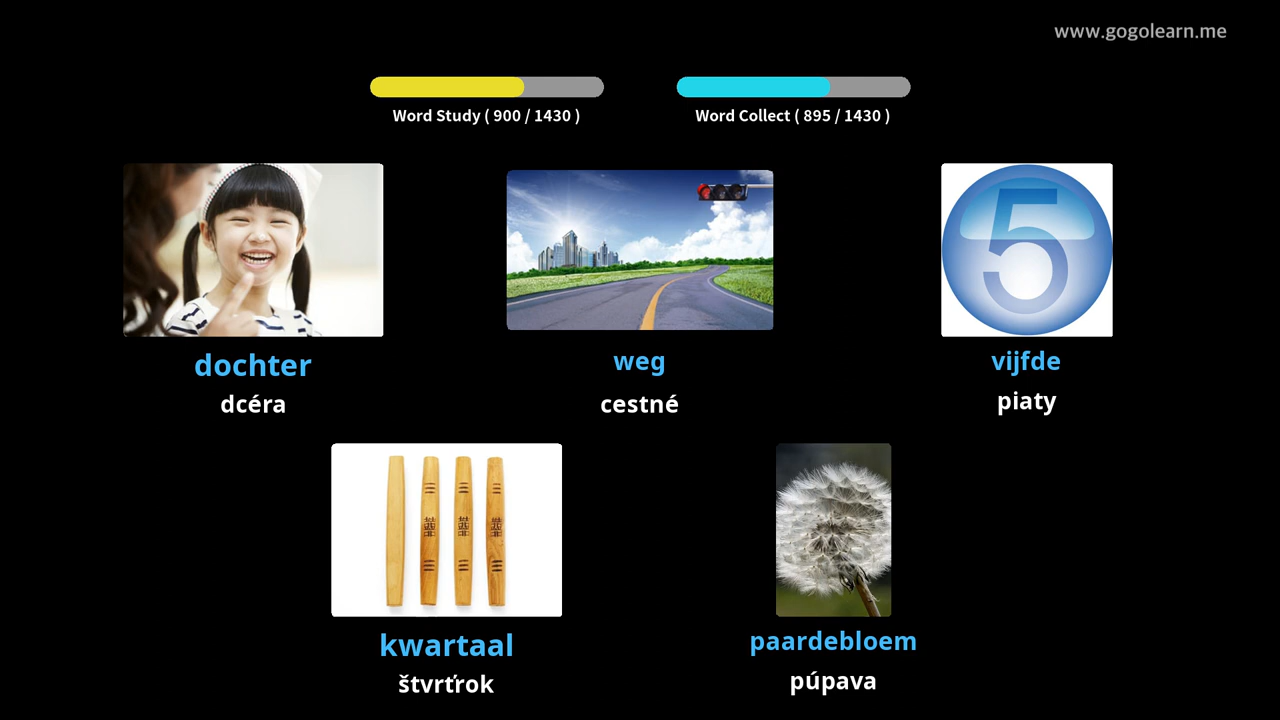 www.gogolearn.me
Word Study ( 900 / 1430 )
Word Collect ( 895 / 1430 )
5
dochter
weg
vijfde
dcéra
cestné
piaty
kwartaal
paardebloem
štvrťrok
púpava